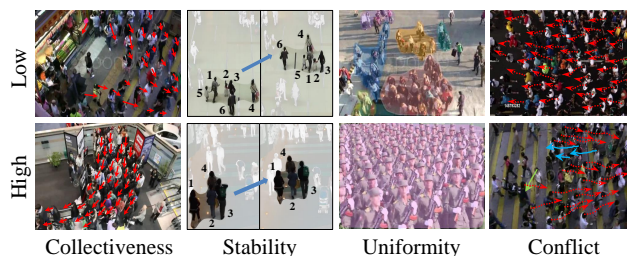 Low
High
1 2 3 4 5 6
6 4 5 1 2 3
1 4 2 3
1 4 2 3
Collectiveness Stability Uniformity Conflict